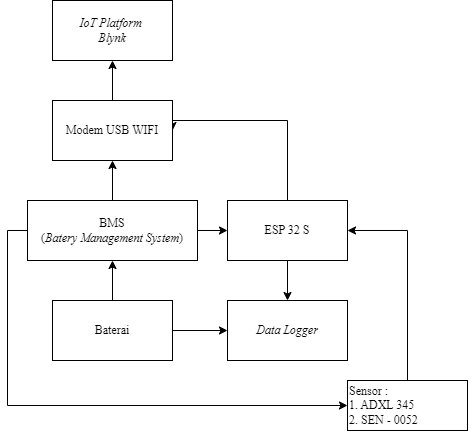 IoT Platform
Blynk
Modem USB WIFI
BMS
(Batery Management System)
ESP 32 S
Baterai
Data Logger
Sensor :
1. ADXL 345
2. SEN - 0052